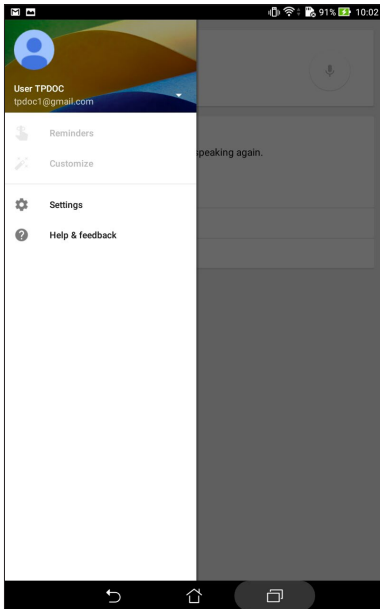 91% 10:02
User TPDOC
tpdoc1@gmail.com
Reminders
Customize
speaking again.
Settings
Help & feedback